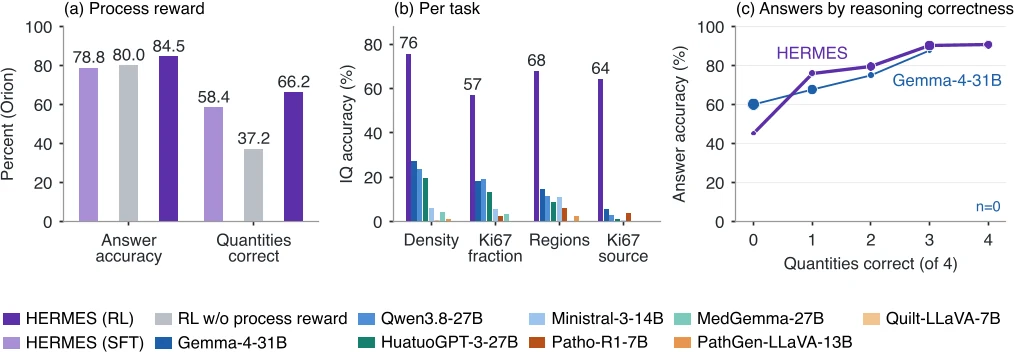 (a) Process reward
Percent (Orion)
100
80
60
40
20
0
78.8
80.0
84.5
58.4
37.2
66.2
Answer
accuracy
Quantities
correct
(b) Per task
IQ accuracy (%)
80
60
40
20
0
76
57
68
64
Density
Ki67
fraction
Regions
Ki67
source
(c) Answers by reasoning correctness
Answer accuracy (%)
100
80
60
40
20
0
HERMES
Gemma-4-31B
n=0
0
1
2
3
4
Quantities correct (of 4)
HERMES (RL)
RL w/o process reward
Qwen3.8-27B
Ministral-3-14B
MedGemma-27B
Quilt-LLaVA-7B
HERMES (SFT)
Gemma-4-31B
HuatuoGPT-3-27B
Patho-R1-7B
PathGen-LLaVA-13B